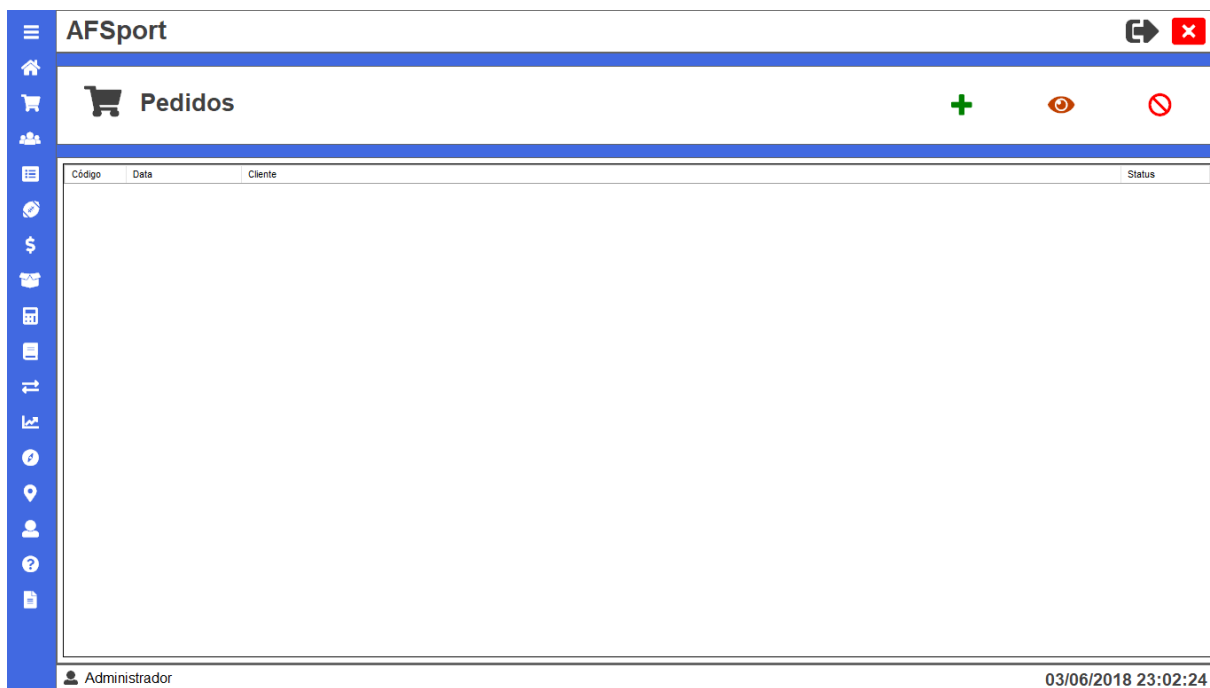 AFSport
Pedidos
Código Data Cliente Status
Administrador 03/06/2018 23:02:24